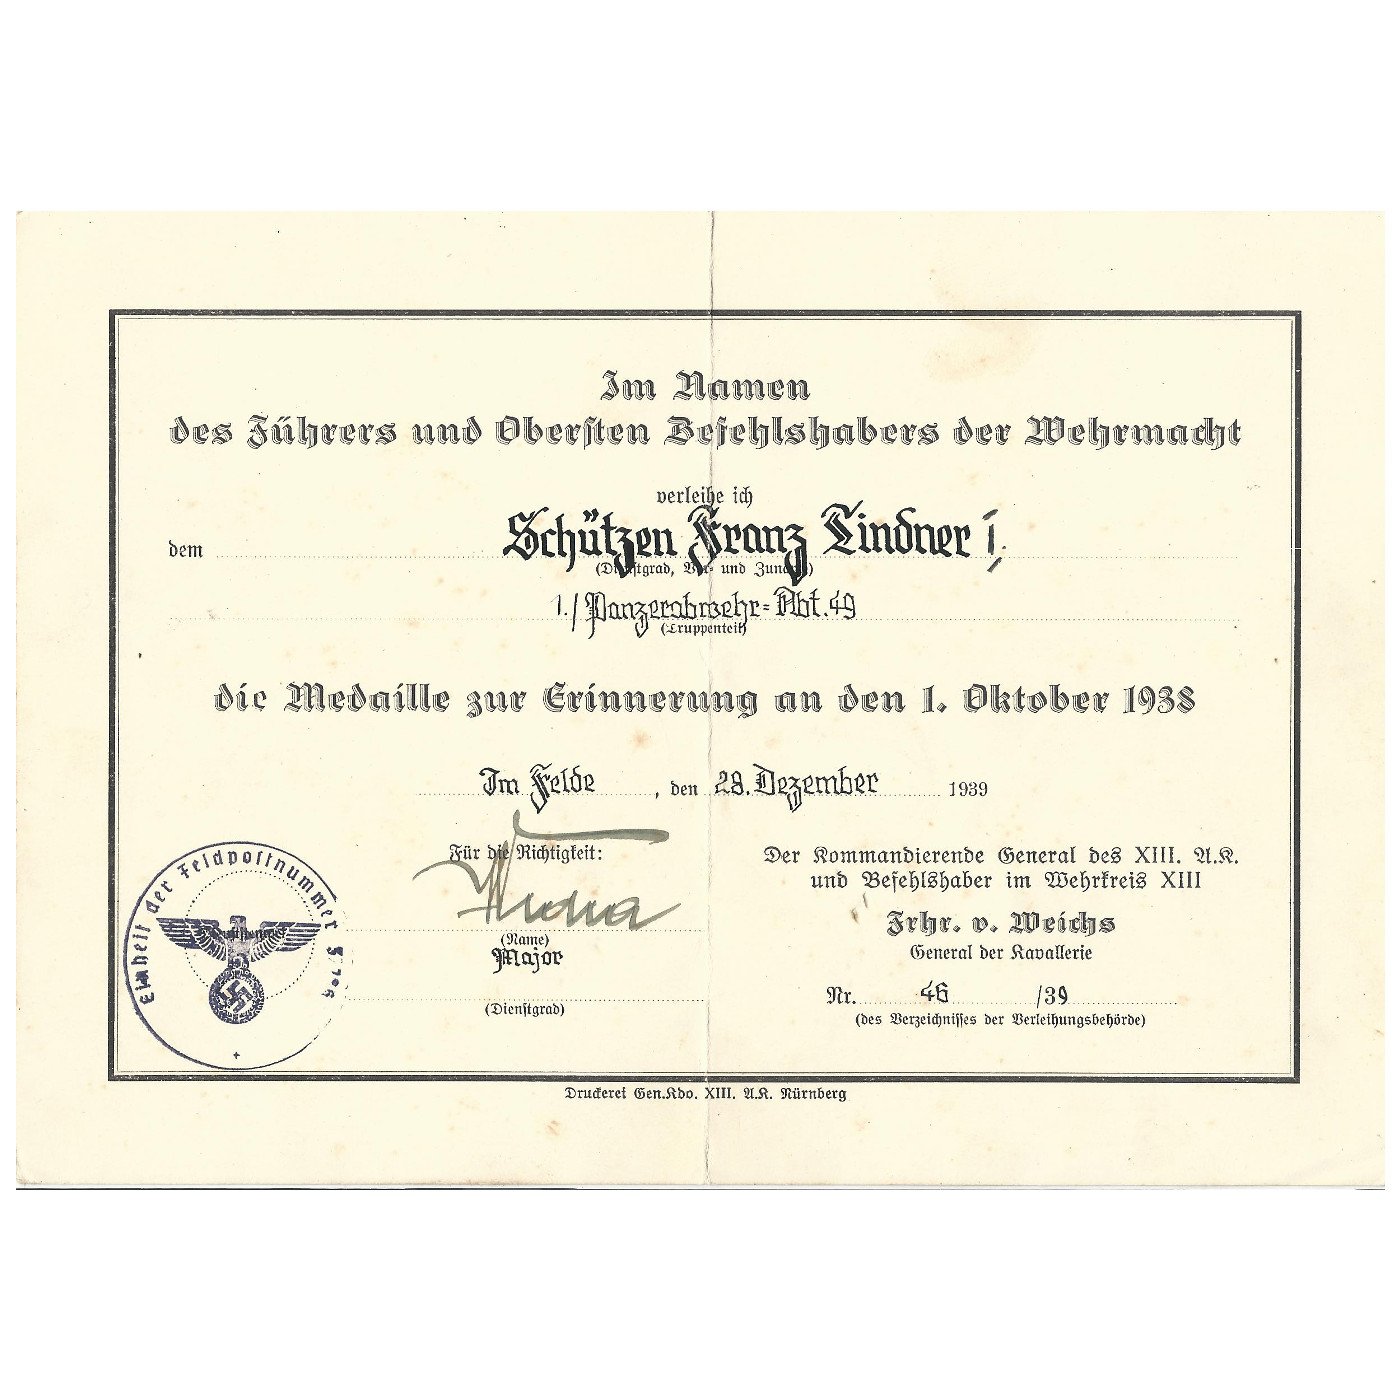 Im Namen
des Führers und Obersten Befehlshabers der Wehrmacht
verleihe ich
dem Schützen Franz Lindner I.
(Dienstgrad, Vor- und Zuname)
1./Panzerabwehr=Abt. 49
(Truppenteil)
die Medaille zur Erinnerung an den 1. Oktober 1938
Im Felde, den 28. Dezember 1939
Für die Richtigkeit:
(Name)
Major
(Dienstgrad)
Einheit der Feldpostnummer
Der Kommandierende General des XIII. A.K.
und Befehlshaber im Wehrkreis XIII
Frhr. v. Weichs
General der Kavallerie
Nr. 46 /39
(des Verzeichnisses der Verleihungsbehörde)
Druckerei Gen.Kdo. XIII. A.K. Nürnberg